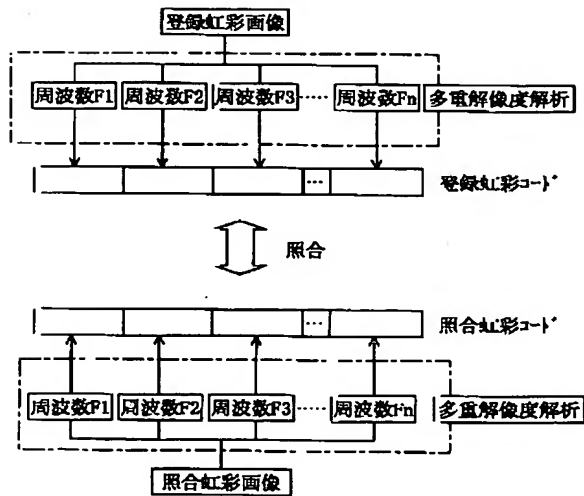 登録虹彩画像
周波数F1 周波数F2 周波数F3 …… 周波数Fn 多重解像度解析
… 登録虹彩コード
照合
… 照合虹彩コード
周波数F1 周波数F2 周波数F3 …… 周波数Fn 多重解像度解析
照合虹彩画像